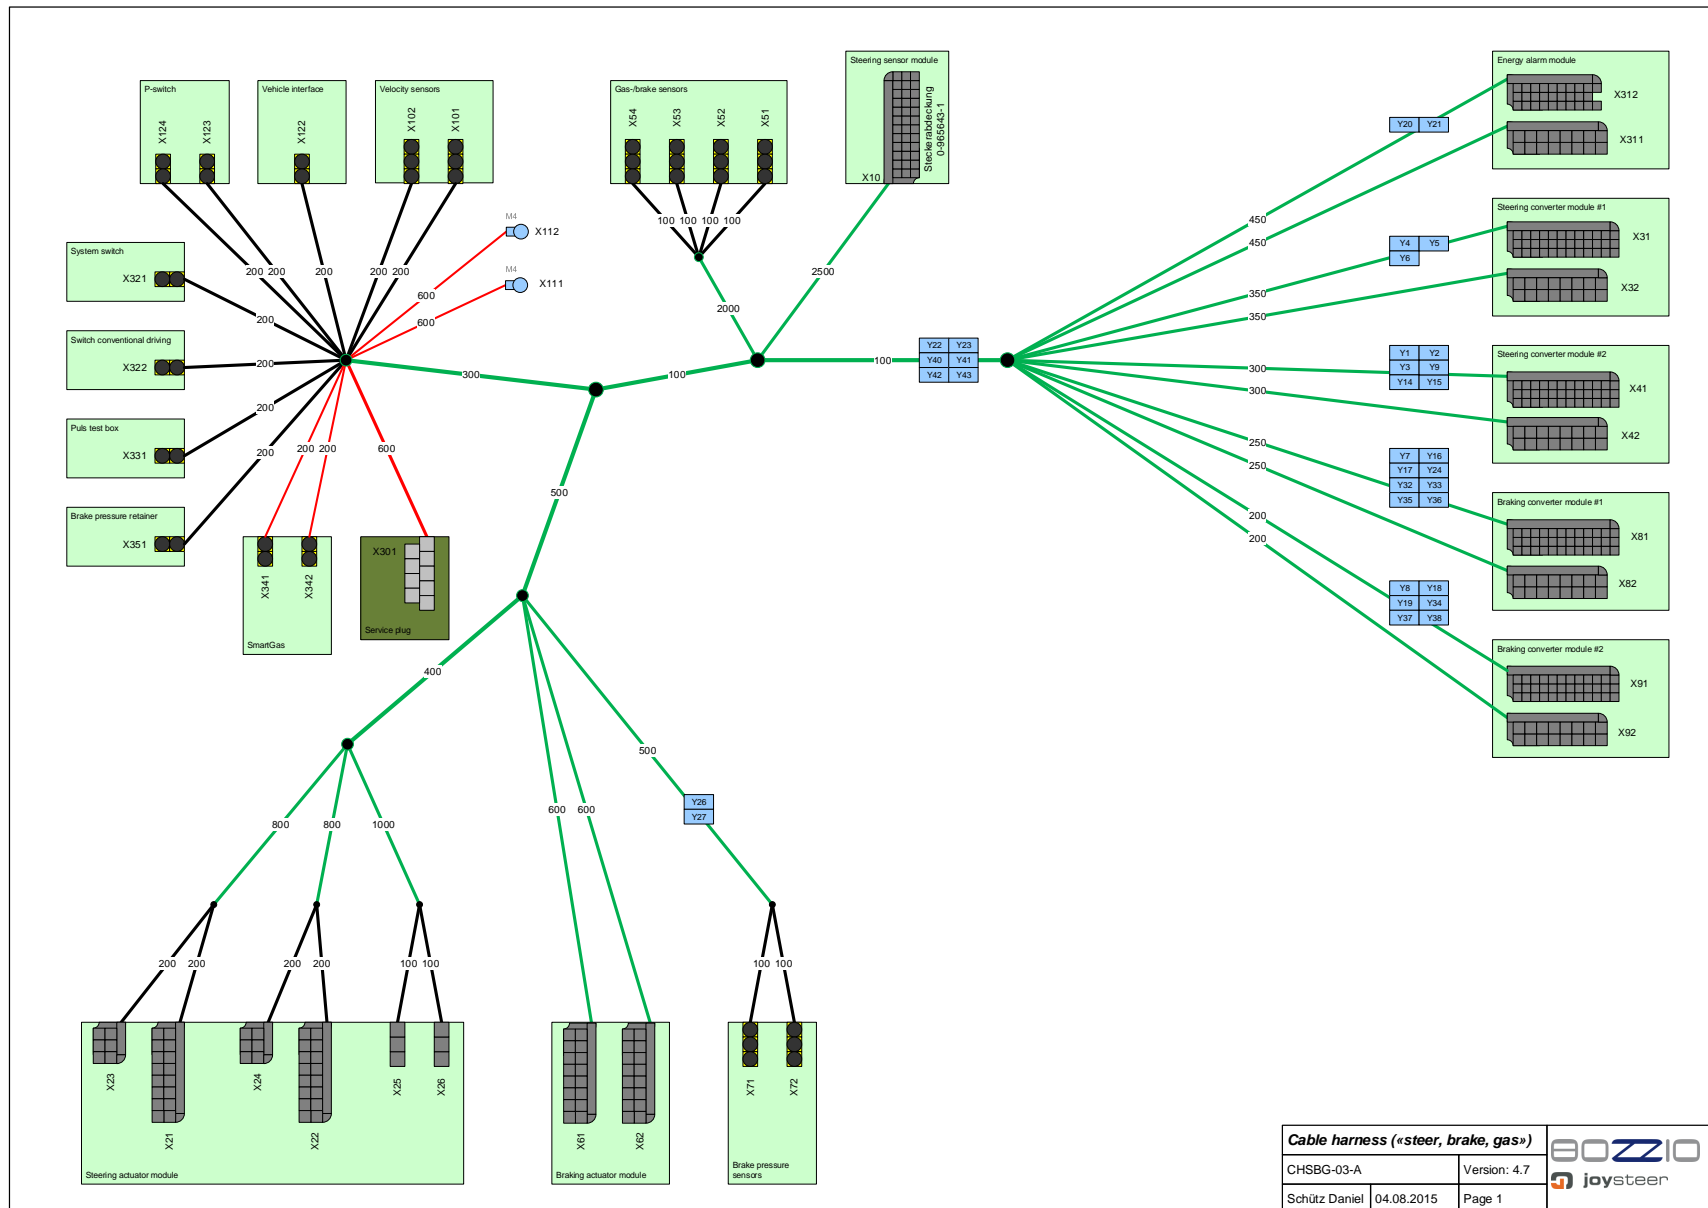 Steering sensor module
Steckerabdeckung
0-965643-1
X10
P-switch
X124
X123
Vehicle interface
X122
Velocity sensors
X102
X101
Gas-/brake sensors
X54
X53
X52
X51
100 100 100 100
Energy alarm module
X312
X311
Y20 Y21
M4
X112
M4
X111
System switch
X321
200 200 200 200 200
600
600
2500
2000
450
450
Steering converter module #1
X31
X32
Y4 Y5
Y6
350
350
Switch conventional driving
X322
200
200
300
100
100
Y22 Y23
Y40 Y41
Y42 Y43
Steering converter module #2
X41
X42
Y1 Y2
Y3 Y9
Y14 Y15
300
300
Puls test box
X331
200
200
200 200
600
500
250
250
Y7 Y16
Y17 Y24
Y32 Y33
Y35 Y36
Braking converter module #1
X81
X82
Brake pressure retainer
X351
X341
X342
SmartGas
X301
Service plug
200
200
Y8 Y18
Y19 Y34
Y37 Y38
Braking converter module #2
X91
X92
400
500
Y26
Y27
800 800 1000
600 600
200 200
200 200
100 100
100 100
X23
X21
X24
X22
X25
X26
Steering actuator module
X61
X62
Braking actuator module
X71
X72
Brake pressure
sensors
Cable harness («steer, brake, gas»)
CHSBG-03-A Version: 4.7
Schütz Daniel 04.08.2015 Page 1
BOZZIO
joysteer